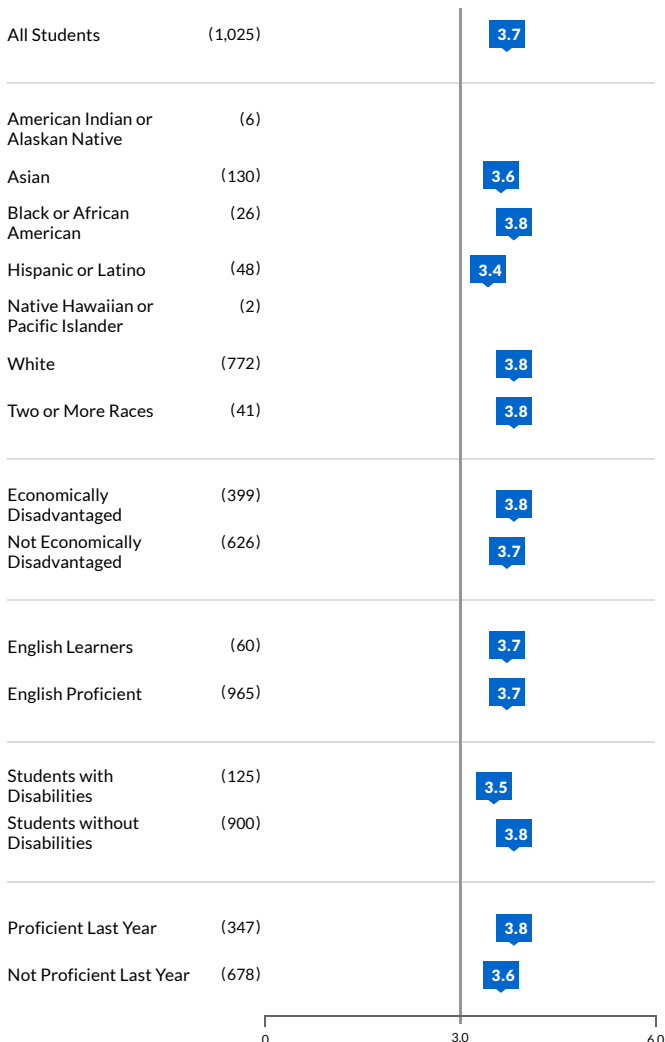 All Students (1,025) 3.7
American Indian or (6)
Alaskan Native
Asian (130) 3.6
Black or African (26) 3.8
American
Hispanic or Latino (48) 3.4
Native Hawaiian or (2)
Pacific Islander
White (772) 3.8
Two or More Races (41) 3.8
Economically (399) 3.8
Disadvantaged
Not Economically (626) 3.7
Disadvantaged
English Learners (60) 3.7
English Proficient (965) 3.7
Students with (125) 3.5
Disabilities
Students without (900) 3.8
Disabilities
Proficient Last Year (347) 3.8
Not Proficient Last Year (678) 3.6
0 3.0 6.0